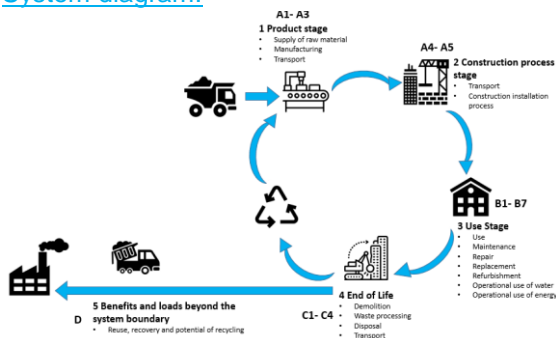 System diagram:
A1- A3
1 Product stage
• Supply of raw material
• Manufacturing
• Transport
A4- A5
2 Construction process
stage
• Transport
• Construction installation
process
B1- B7
3 Use Stage
• Use
• Maintenance
• Repair
• Replacement
• Refurbishment
• Operational use of water
• Operational use of energy
4 End of Life
C1- C4
• Demolition
• Waste processing
• Disposal
• Transport
5 Benefits and loads beyond the
D system boundary
• Reuse, recovery and potential of recycling